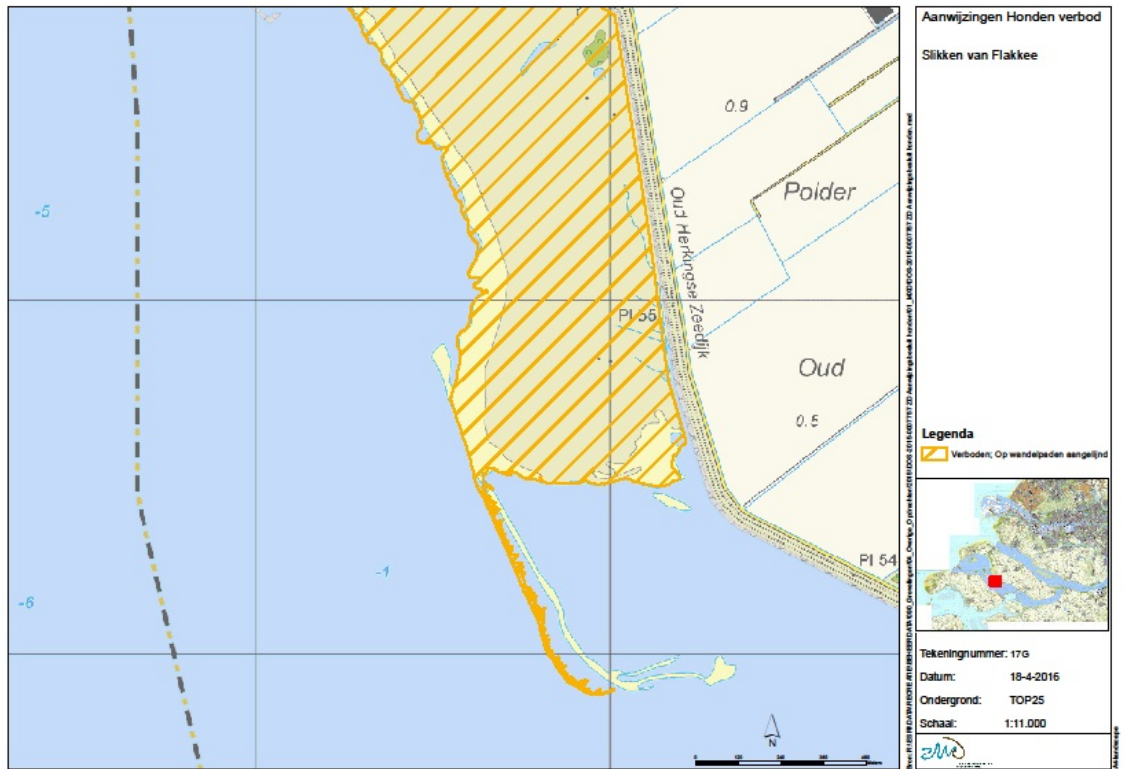 Aanwijzingen Honden verbod
Slikken van Flakkee
0.9
Polder
-5
Oud Herkingse Zeedijk
Pl 55
Oud
0.5
Pl 54
-1
-6
N
Legenda
Verboden; Op wandelpaden aangelijnd
Tekeningnummer: 17G
Datum: 18-4-2016
Ondergrond: TOP25
Schaal: 1:11.000